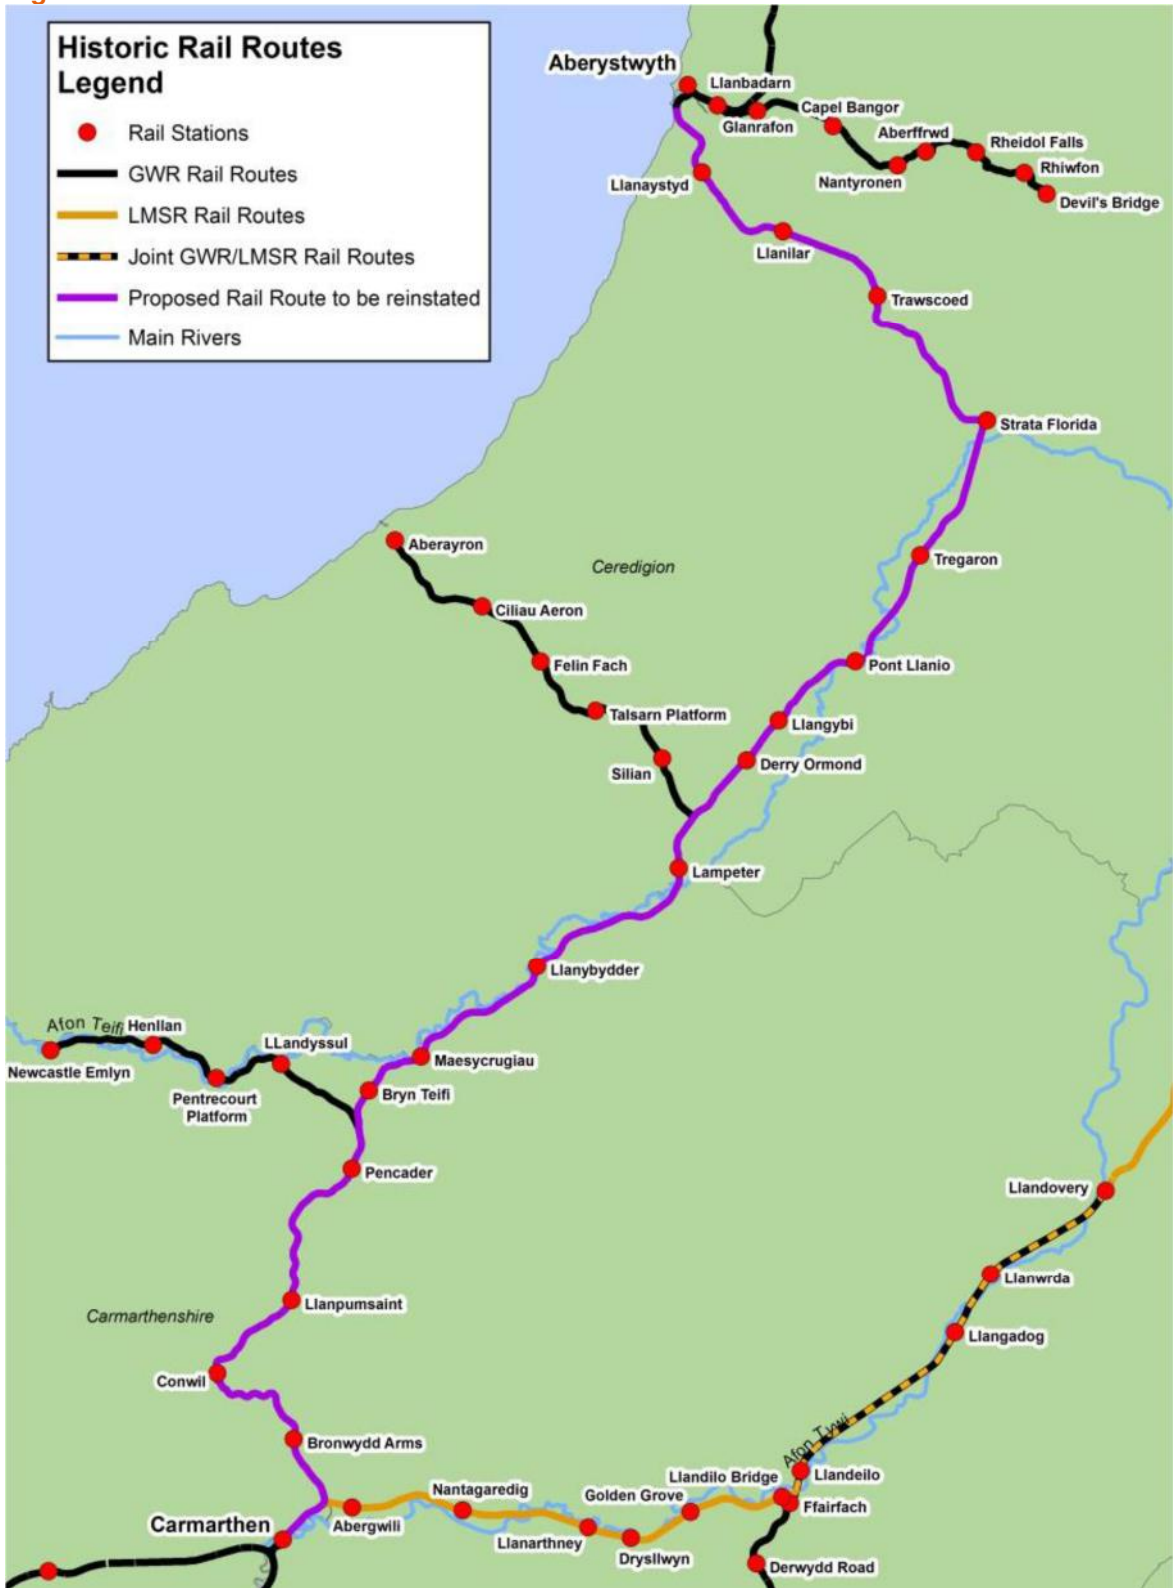 Historic Rail Routes
Legend
Rail Stations
GWR Rail Routes
LMSR Rail Routes
Joint GWR/LMSR Rail Routes
Proposed Rail Route to be reinstated
Main Rivers
Aberystwyth
Llanbadarn
Glanrafon
Capel Bangor
Aberffrwd
Nantyronen
Rheidol Falls
Rhiwfon
Devil's Bridge
Llanaystyd
Llanilar
Trawscoed
Strata Florida
Tregaron
Aberayron
Ceredigion
Ciliau Aeron
Felin Fach
Pont Llanio
Talsarn Platform
Llangybi
Silian
Derry Ormond
Lampeter
Llanybydder
Afon Teifi
Henllan
LLandyssul
Newcastle Emlyn
Pentrecourt
Platform
Maesycrugiau
Bryn Teifi
Pencader
Llandovery
Llanwrda
Llanpumsaint
Carmarthenshire
Llangadog
Conwil
Bronwydd Arms
Afon Tywi
Llandilo Bridge
Llandeilo
Nantagaredig
Golden Grove
Ffairfach
Carmarthen
Abergwili
Llanarthney
Drysllwyn
Derwydd Road